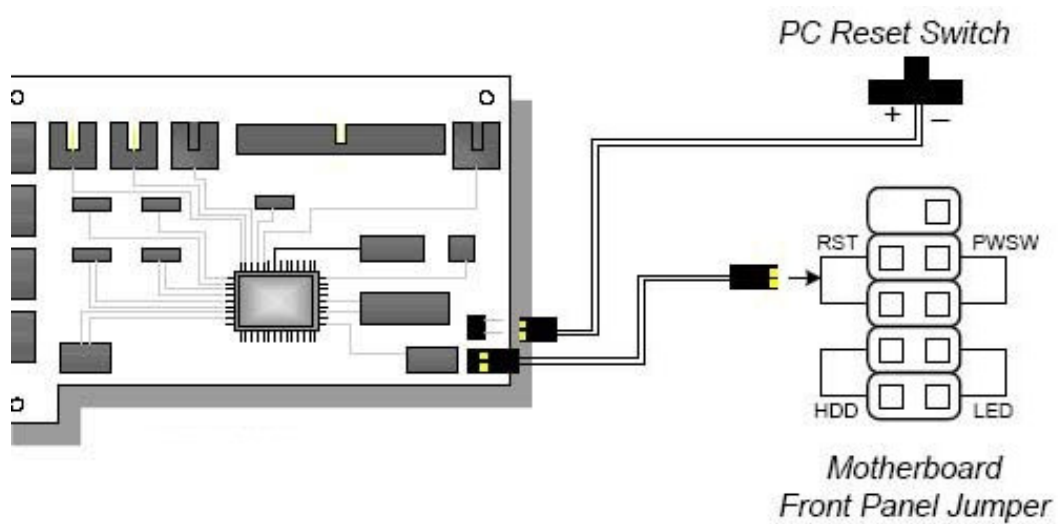 PC Reset Switch
+ –
RST PWSW
HDD LED
Motherboard
Front Panel Jumper